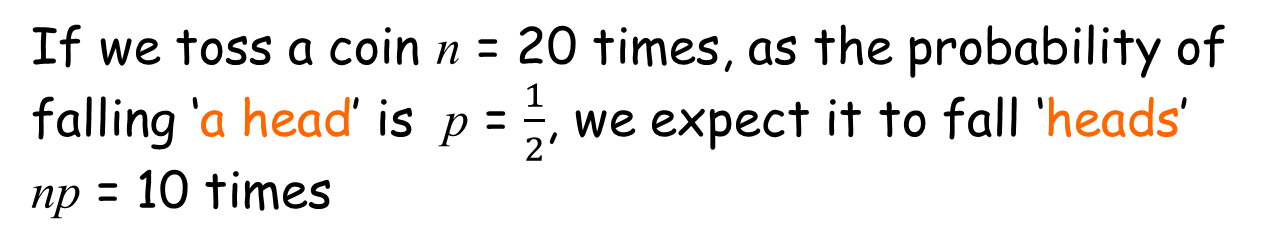 If we toss a coin n = 20 times, as the probability of
falling ‘a head’ is p = 1/2, we expect it to fall ‘heads’
np = 10 times